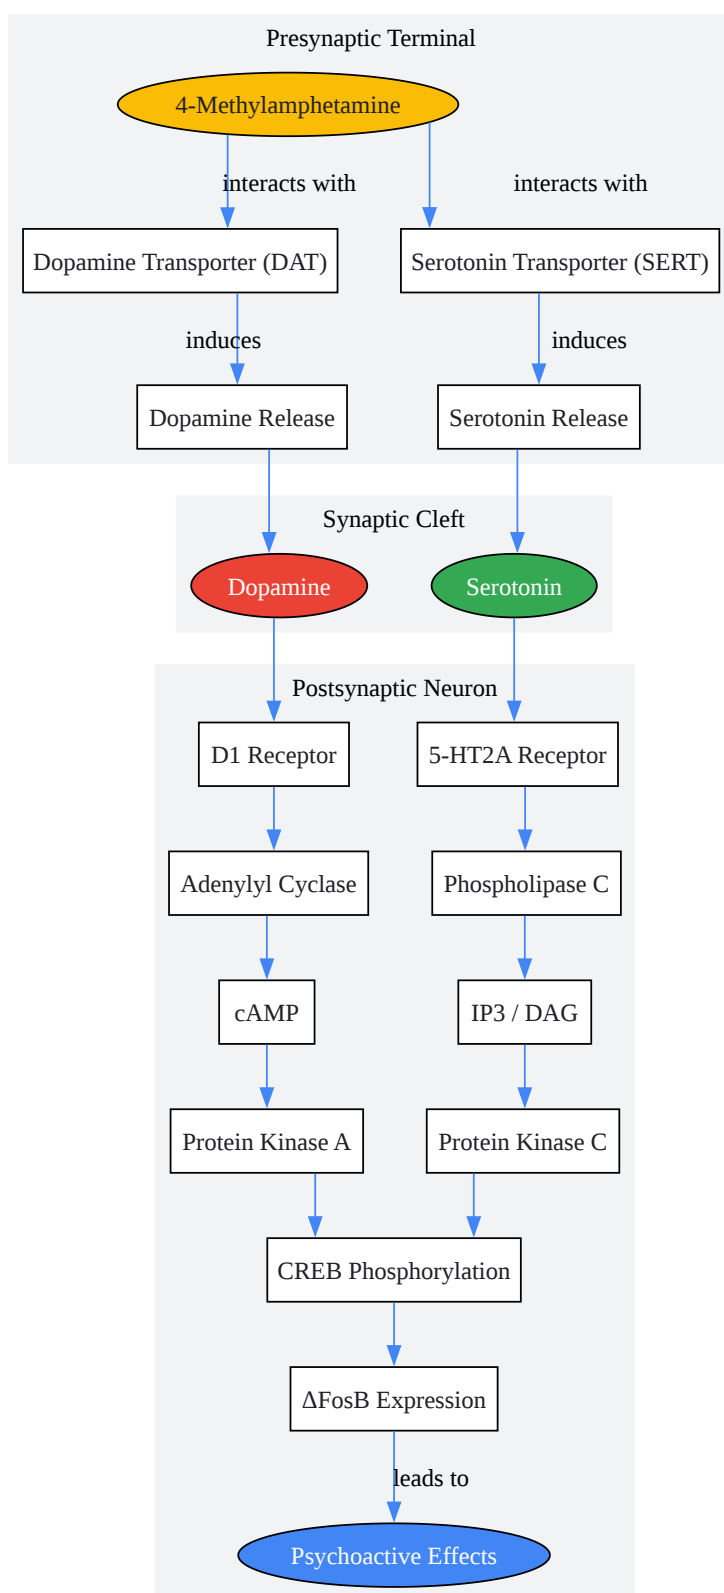 Presynaptic Terminal
4-Methylamphetamine
interacts with
interacts with
Dopamine Transporter (DAT)
Serotonin Transporter (SERT)
induces
induces
Dopamine Release
Serotonin Release
Synaptic Cleft
Dopamine
Serotonin
Postsynaptic Neuron
D1 Receptor
5-HT2A Receptor
Adenylyl Cyclase
Phospholipase C
cAMP
IP3 / DAG
Protein Kinase A
Protein Kinase C
CREB Phosphorylation
ΔFosB Expression
leads to
Psychoactive Effects